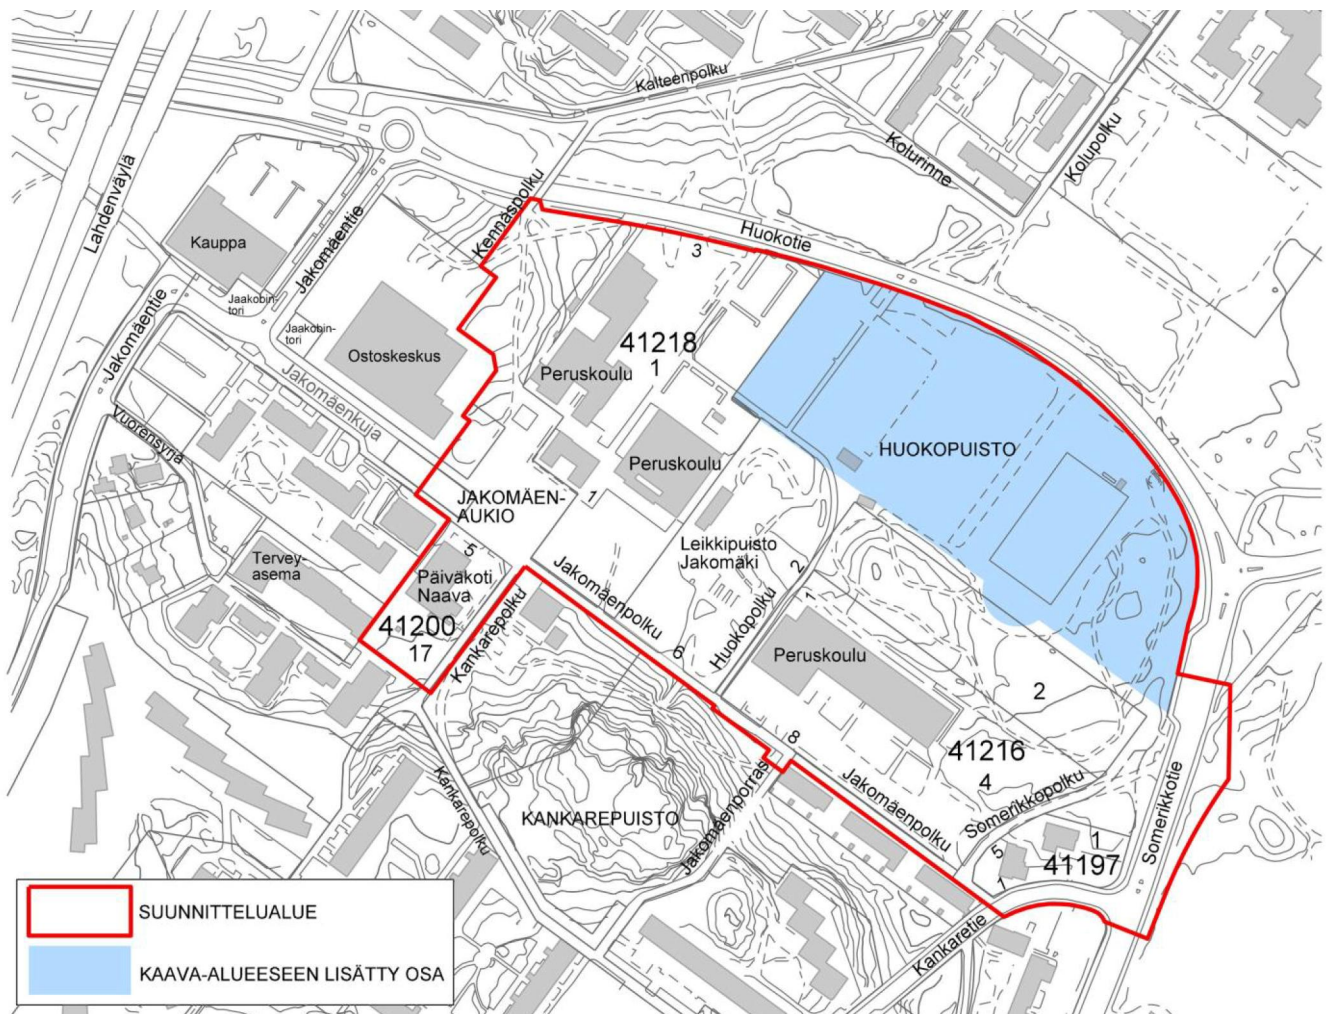 Kalteenpolku
Kolurinne
Kolupolku
Lahdenväylä
Kennäspolku
Huokotie
3
Kauppa
Jakomäentie
Jaakobin-
tori
Jaakobin-
tori
Jakomäentie
Ostoskeskus
41218
1
Peruskoulu
Jakomäenkuja
Vuorensyrjä
HUOKOPUISTO
Peruskoulu
1
JAKOMÄEN-
AUKIO
5
Leikkipuisto
Jakomäki
2
Tervey-
asema
Päiväkoti
Naava
Jakomäenpolku
Kankarepolku
1
41200
17
6
Huokopolku
Peruskoulu
2
8
41216
4
Jakomäenpolku
Somerikkopolku
Somerikkotie
Kankarepolku
KANKAREPUISTO
Jakomäenporras
5
1
1
41197
Kankaretie
SUUNNITTELUALUE
KAAVA-ALUEESEEN LISÄTTY OSA